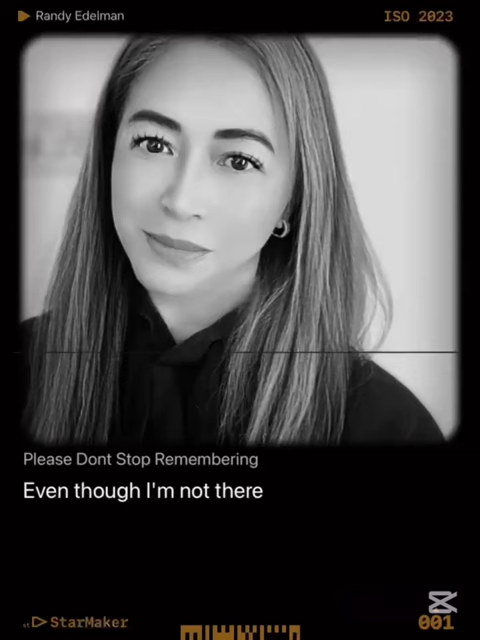 Randy Edelman
ISO 2023
Please Dont Stop Remembering
Even though I'm not there
StarMaker
001